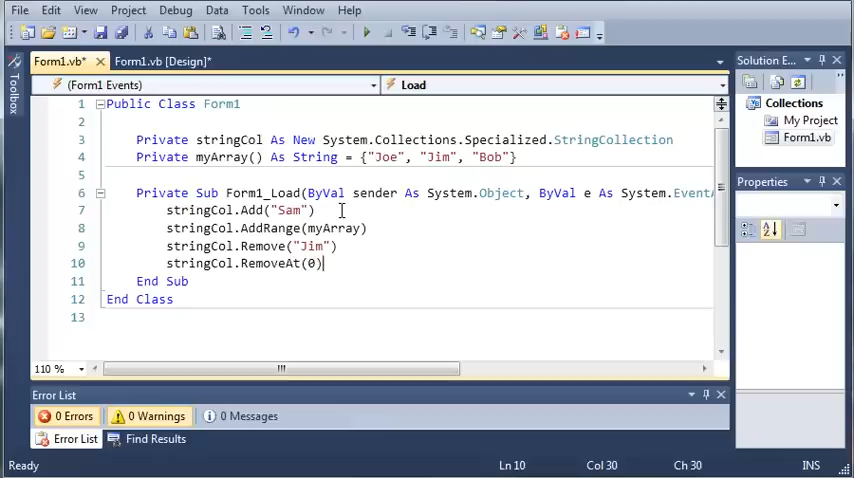 File Edit View Project Debug Data Tools Window Help
Form1.vb* Form1.vb [Design]*
(Form1 Events) Load
1 Public Class Form1
2
3 Private stringCol As New System.Collections.Specialized.StringCollection
4 Private myArray() As String = {"Joe", "Jim", "Bob"}
5
6 Private Sub Form1_Load(ByVal sender As System.Object, ByVal e As System.EventA
7 stringCol.Add("Sam")
8 stringCol.AddRange(myArray)
9 stringCol.Remove("Jim")
10 stringCol.RemoveAt(0)
11 End Sub
12 End Class
13
110 %
Toolbox
Solution E...
Collections
My Project
Form1.vb
Properties
Error List
0 Errors 0 Warnings 0 Messages
Error List Find Results
Ready Ln 10 Col 30 Ch 30 INS